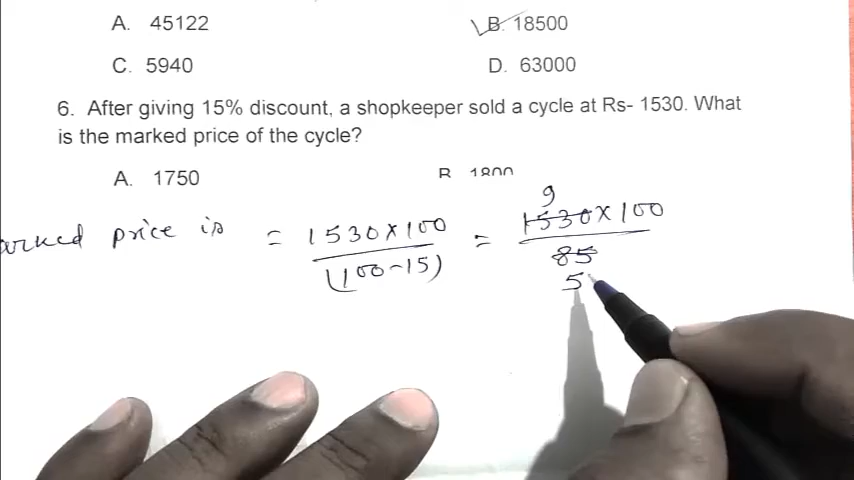 A. 45122 B. 18500
C. 5940 D. 63000
6. After giving 15% discount, a shopkeeper sold a cycle at Rs- 1530. What
is the marked price of the cycle?
A. 1750 B. 1800
9
price is = 1530×100 = 1530×100
(100-15) 85
5